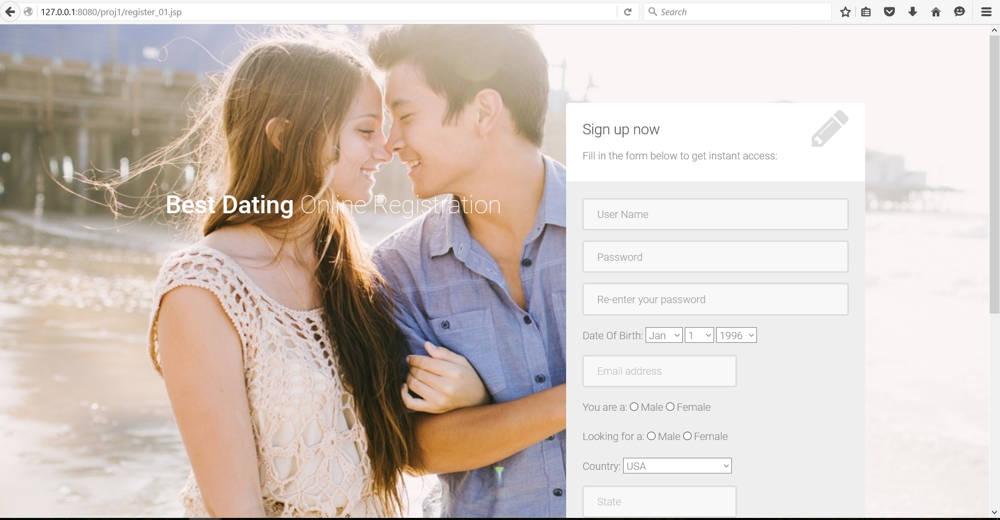 127.0.0.1:8080/proj1/register_01.jsp
Search
Best Dating Online Registration
Sign up now
Fill in the form below to get instant access:
User Name
Password
Re-enter your password
Date Of Birth: Jan 1 1996
Email address
You are a: Male Female
Looking for a: Male Female
Country: USA
State